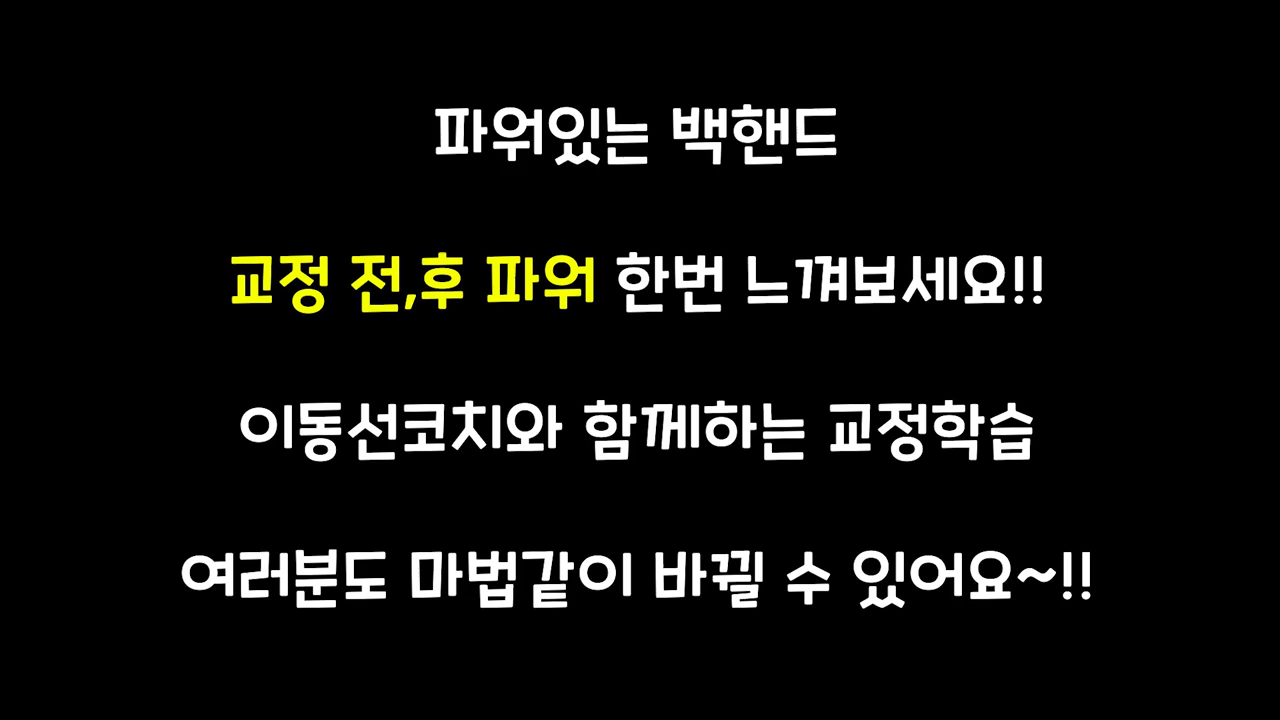 파워있는 백핸드
교정 전,후 파워 한번 느껴보세요!!
이동선코치와 함께하는 교정학습
여러분도 마법같이 바뀔 수 있어요~!!